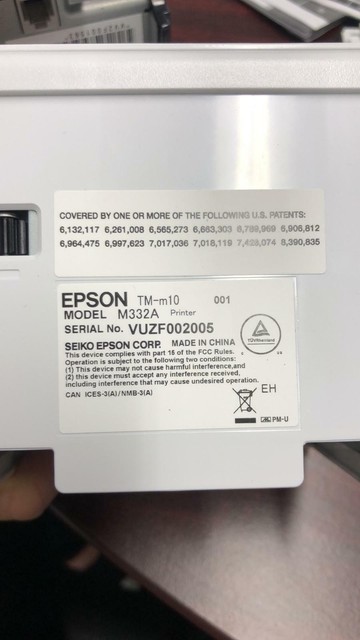 COVERED BY ONE OR MORE OF THE FOLLOWING U.S. PATENTS:
6,132,117 6,261,008 6,565,273 6,663,303 6,789,969 6,906,812
6,964,475 6,997,623 7,017,036 7,018,119 7,428,074 8,390,835
EPSON TM-m10 001
MODEL M332A Printer
SERIAL No. VUZF002005
SEIKO EPSON CORP. MADE IN CHINA
This device complies with part 15 of the FCC Rules.
Operation is subject to the following two conditions:
(1) This device may not cause harmful interference,and
(2) this device must accept any interference received,
including interference that may cause undesired operation.
CAN ICES-3(A)/NMB-3(A)
TÜVRheinland
EH
PM-U